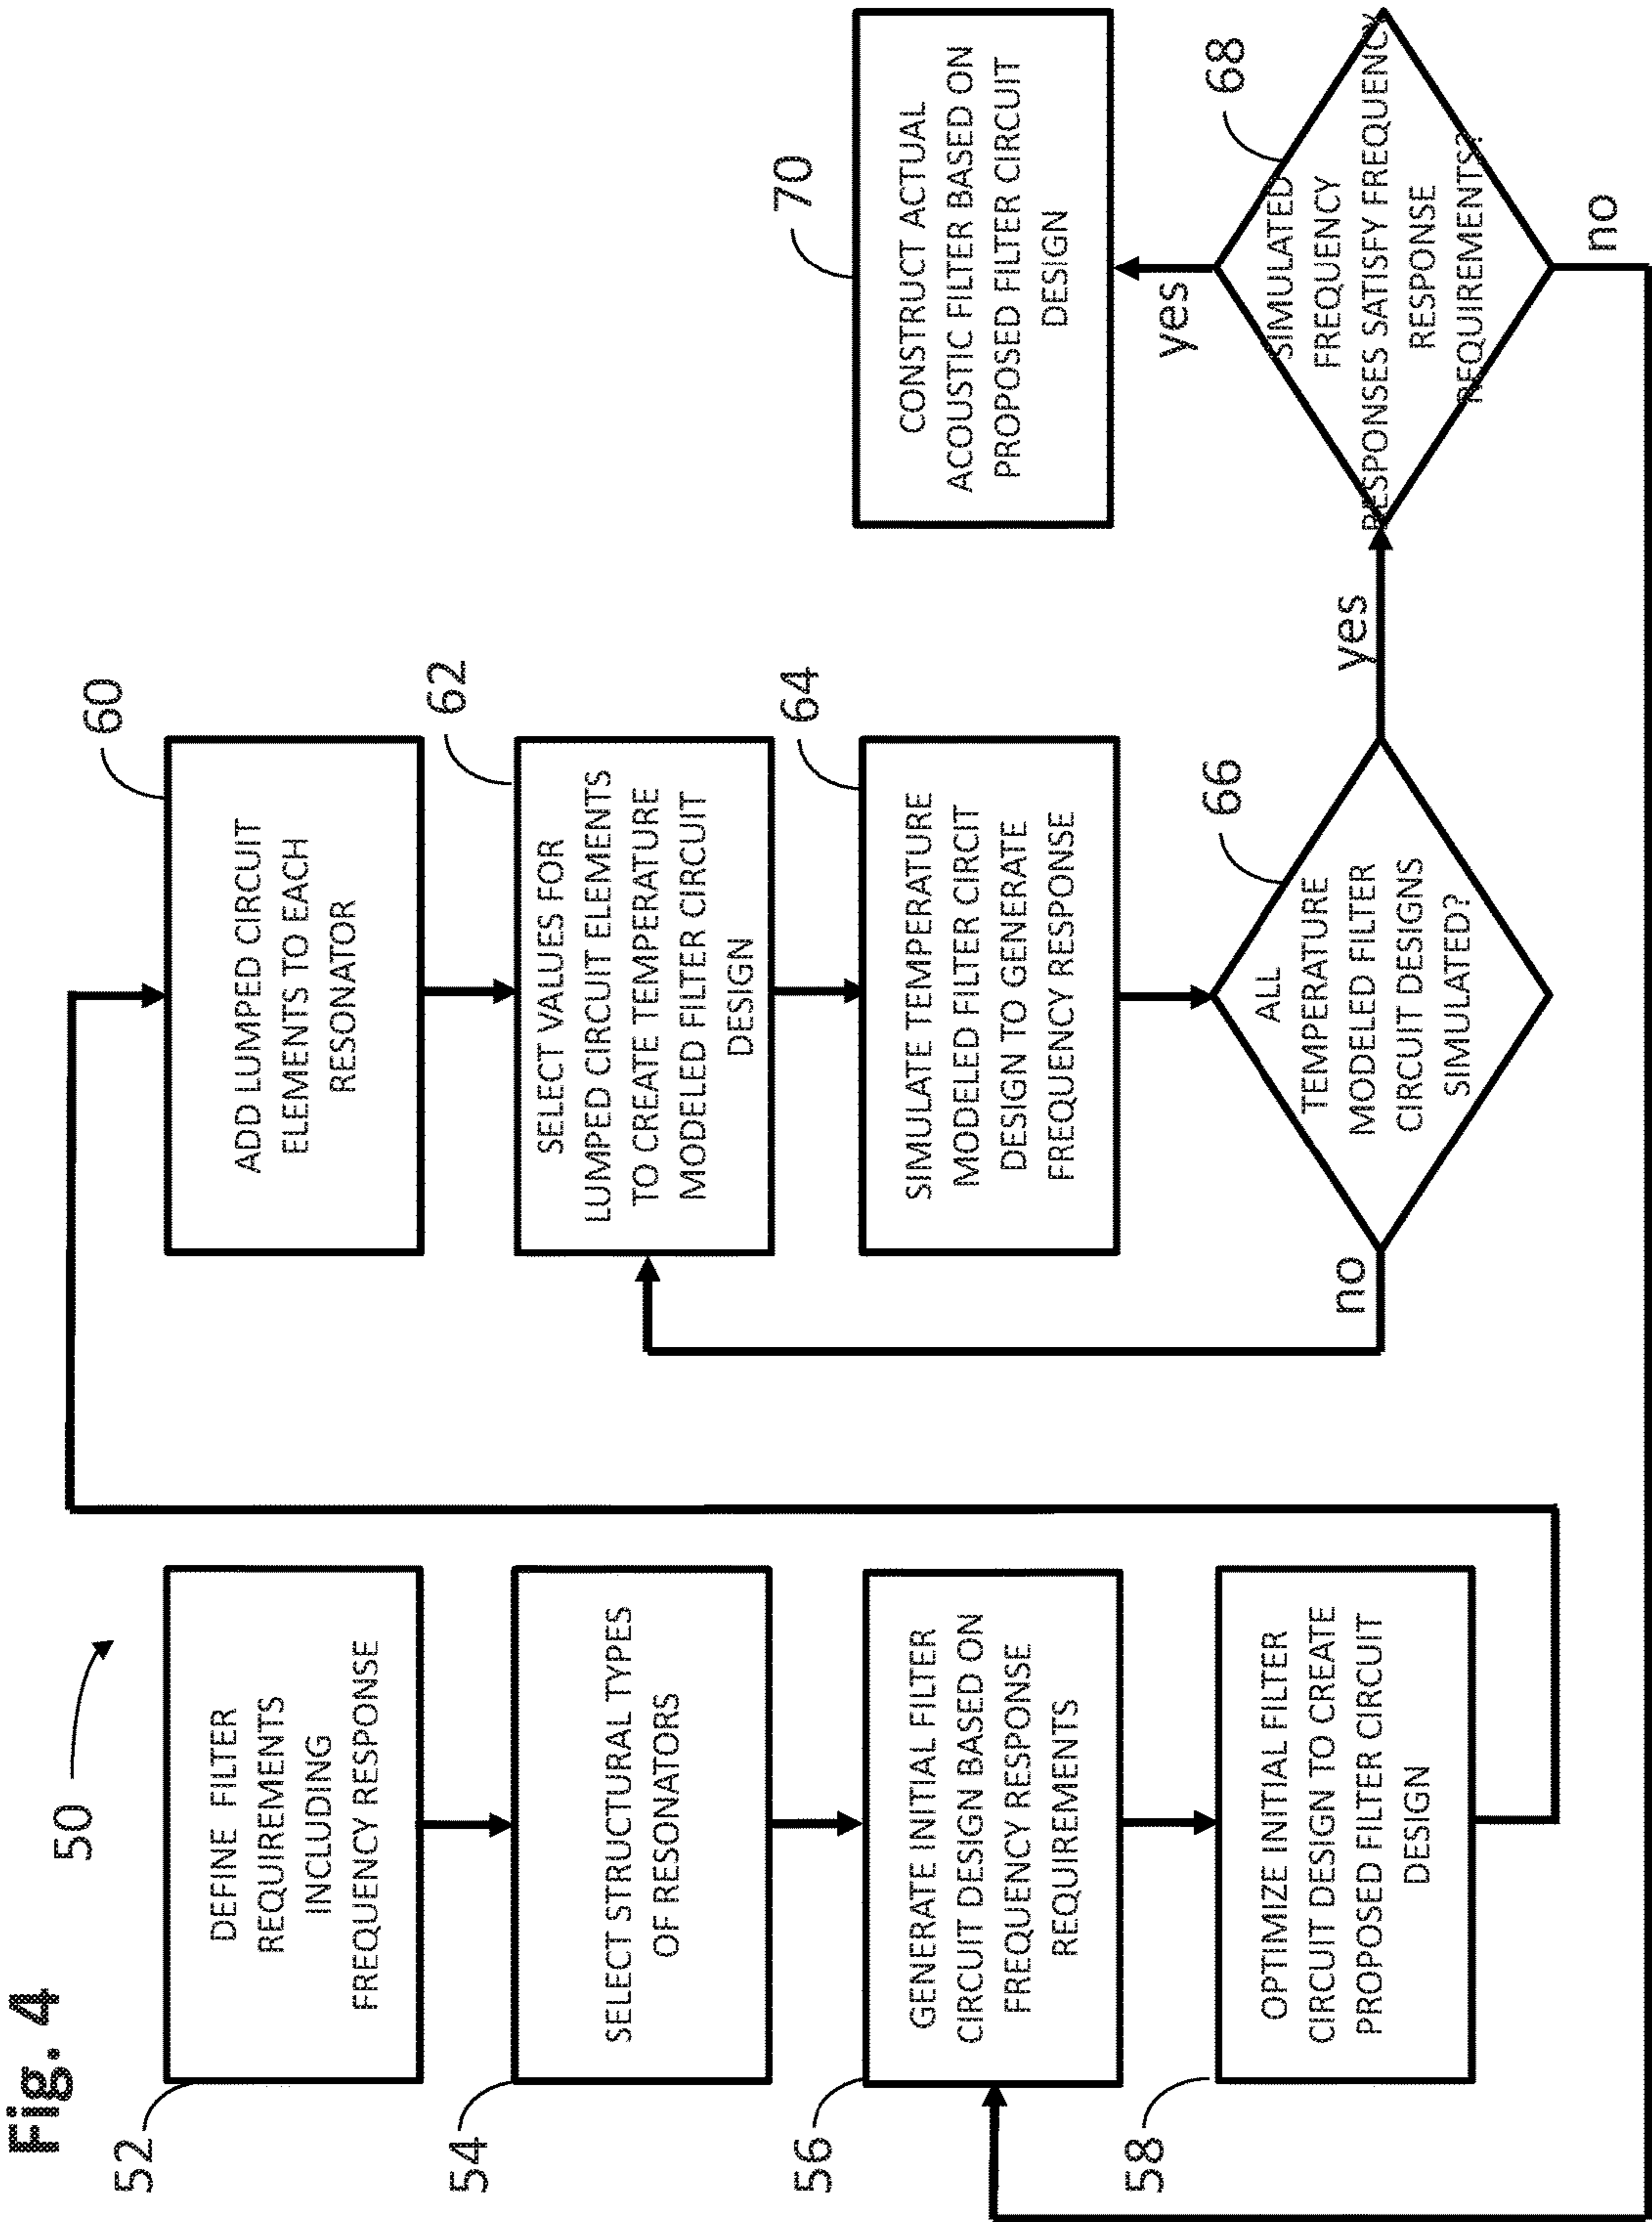 Fig. 4
50
52
DEFINE FILTER
REQUIREMENTS
INCLUDING
FREQUENCY RESPONSE
54
SELECT STRUCTURAL TYPES
OF RESONATORS
56
GENERATE INITIAL FILTER
CIRCUIT DESIGN BASED ON
FREQUENCY RESPONSE
REQUIREMENTS
58
OPTIMIZE INITIAL FILTER
CIRCUIT DESIGN TO CREATE
PROPOSED FILTER CIRCUIT
DESIGN
60
ADD LUMPED CIRCUIT
ELEMENTS TO EACH
RESONATOR
62
SELECT VALUES FOR
LUMPED CIRCUIT ELEMENTS
TO CREATE TEMPERATURE
MODELED FILTER CIRCUIT
DESIGN
64
SIMULATE TEMPERATURE
MODELED FILTER CIRCIT
DESIGN TO GENERATE
FREQUENCY RESPONSE
66
ALL
TEMPERATURE
MODELED FILTER
CIRCUIT DESIGNS
SIMULATED?
no
yes
68
SIMULATED
FREQUENCY
RESPONSES SATISFY FREQUENCY
RESPONSE
REQUIREMENTS?.
yes
no
70
CONSTRUCT ACTUAL
ACOUSTIC FILTER BASED ON
PROPOSED FILTER CIRCUIT
DESIGN